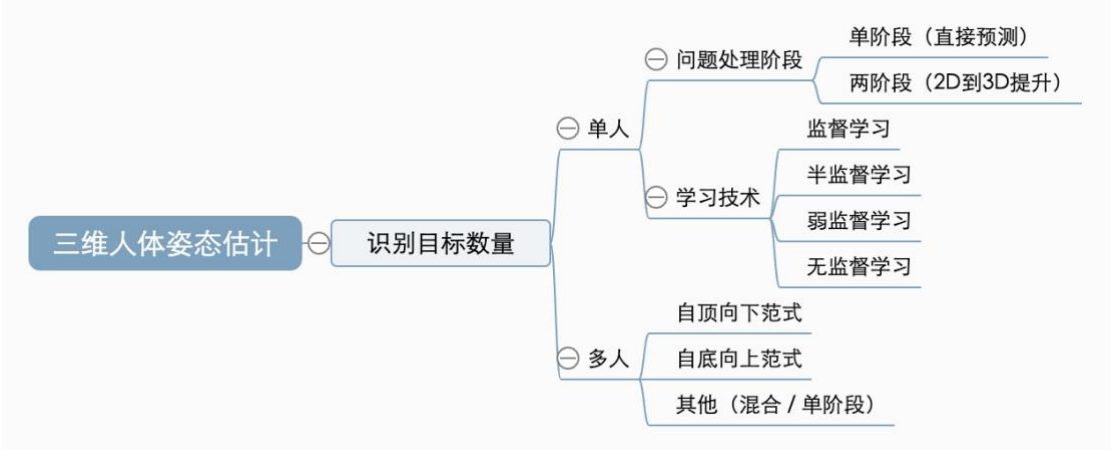 三维人体姿态估计
识别目标数量
单人
问题处理阶段
单阶段（直接预测）
两阶段（2D到3D提升）
学习技术
监督学习
半监督学习
弱监督学习
无监督学习
多人
自顶向下范式
自底向上范式
其他（混合 / 单阶段）